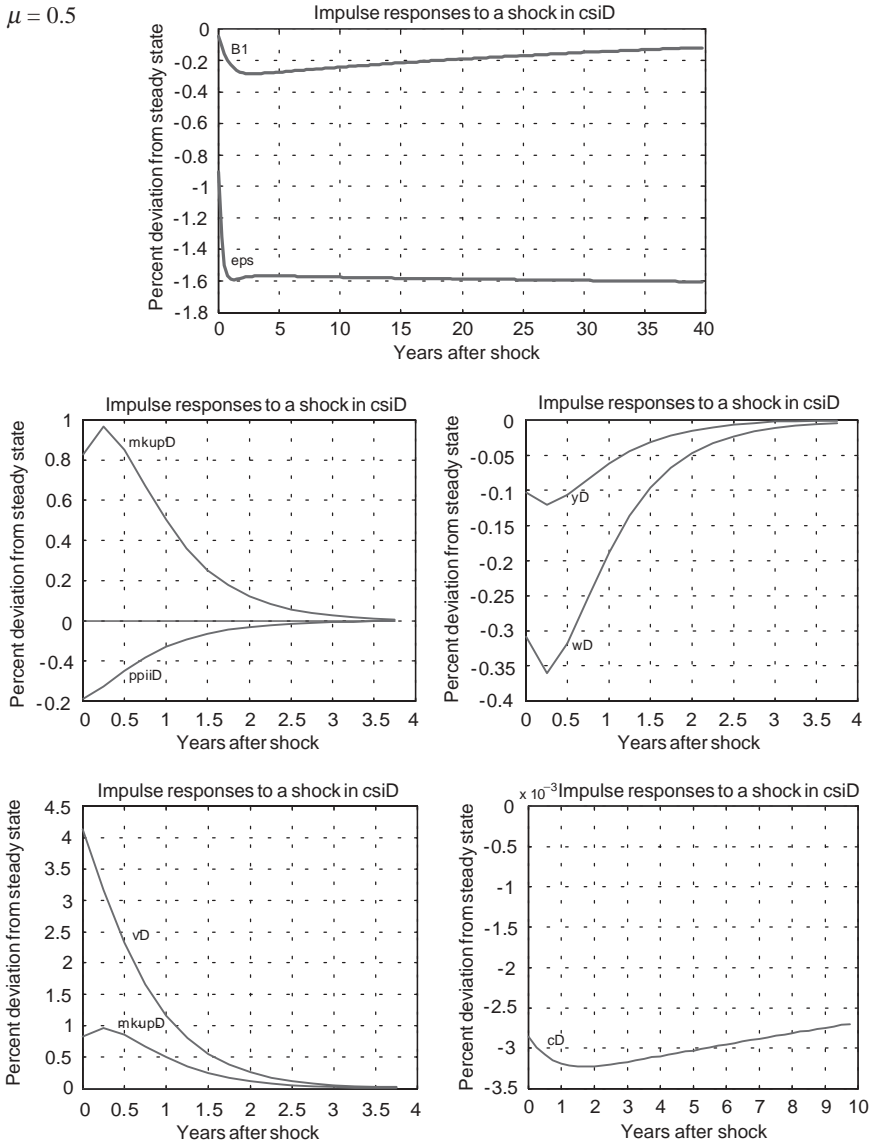 μ = 0.5
Impulse responses to a shock in csiD
Percent deviation from steady state
0
-0.2
-0.4
-0.6
-0.8
-1
-1.2
-1.4
-1.6
-1.8
B1
eps
0 5 10 15 20 25 30 35 40
Years after shock
Impulse responses to a shock in csiD
Percent deviation from steady state
1
0.8
0.6
0.4
0.2
0
-0.4
-0.2
mkupD
ppiiD
0 0.5 1 1.5 2 2.5 3 3.5 4
Years after shock
Impulse responses to a shock in csiD
Percent deviation from steady state
0
-0.05
-0.1
-0.15
-0.2
-0.25
-0.3
-0.35
-0.4
yD
wD
0 0.5 1 1.5 2 2.5 3 3.5 4
Years after shock
Impulse responses to a shock in csiD
Percent deviation from steady state
4.5
4
3.5
3
2.5
2
1.5
1
0.5
0
vD
mkupD
0 0.5 1 1.5 2 2.5 3 3.5 4
Years after shock
x 10⁻³ Impulse responses to a shock in csiD
Percent deviation from steady state
0
-0.5
-1
-1.5
-2
-2.5
-3
-3.5
cD
0 1 2 3 4 5 6 7 8 9 10
Years after shock